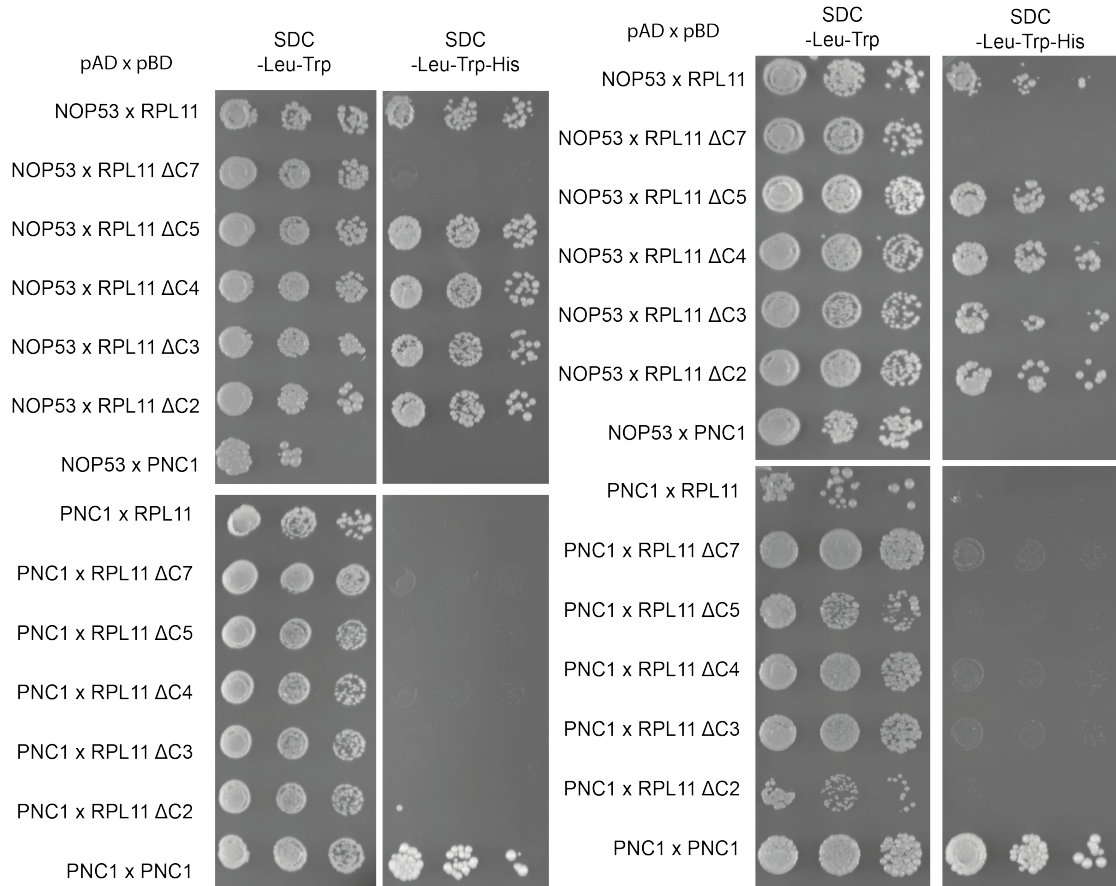 pAD x pBD
SDC
-Leu-Trp
SDC
-Leu-Trp-His
NOP53 x RPL11
NOP53 x RPL11 ΔC7
NOP53 x RPL11 ΔC5
NOP53 x RPL11 ΔC4
NOP53 x RPL11 ΔC3
NOP53 x RPL11 ΔC2
NOP53 x PNC1
PNC1 x RPL11
PNC1 x RPL11 ΔC7
PNC1 x RPL11 ΔC5
PNC1 x RPL11 ΔC4
PNC1 x RPL11 ΔC3
PNC1 x RPL11 ΔC2
PNC1 x PNC1
pAD x pBD
SDC
-Leu-Trp
SDC
-Leu-Trp-His
NOP53 x RPL11
NOP53 x RPL11 ΔC7
NOP53 x RPL11 ΔC5
NOP53 x RPL11 ΔC4
NOP53 x RPL11 ΔC3
NOP53 x RPL11 ΔC2
NOP53 x PNC1
PNC1 x RPL11
PNC1 x RPL11 ΔC7
PNC1 x RPL11 ΔC5
PNC1 x RPL11 ΔC4
PNC1 x RPL11 ΔC3
PNC1 x RPL11 ΔC2
PNC1 x PNC1